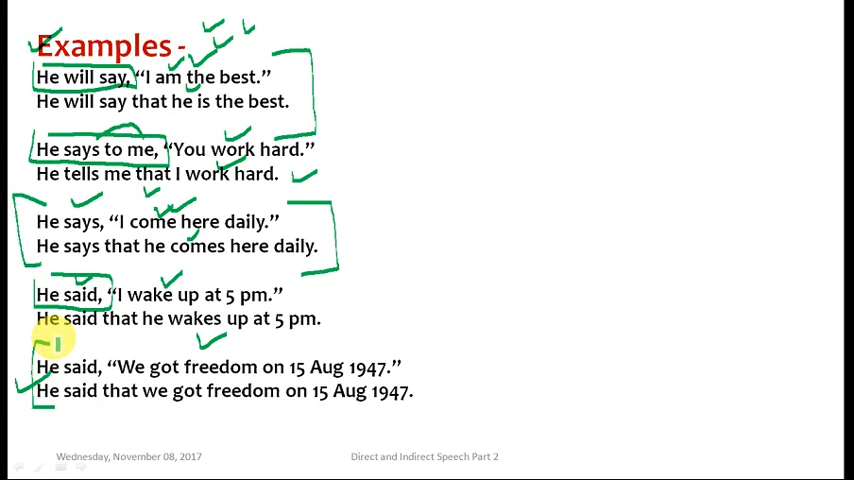 Examples -
He will say, “I am the best.”
He will say that he is the best.
He says to me, “You work hard.”
He tells me that I work hard.
He says, “I come here daily.”
He says that he comes here daily.
He said, “I wake up at 5 pm.”
He said that he wakes up at 5 pm.
He said, “We got freedom on 15 Aug 1947.”
He said that we got freedom on 15 Aug 1947.
Wednesday, November 08, 2017
Direct and Indirect Speech Part 2